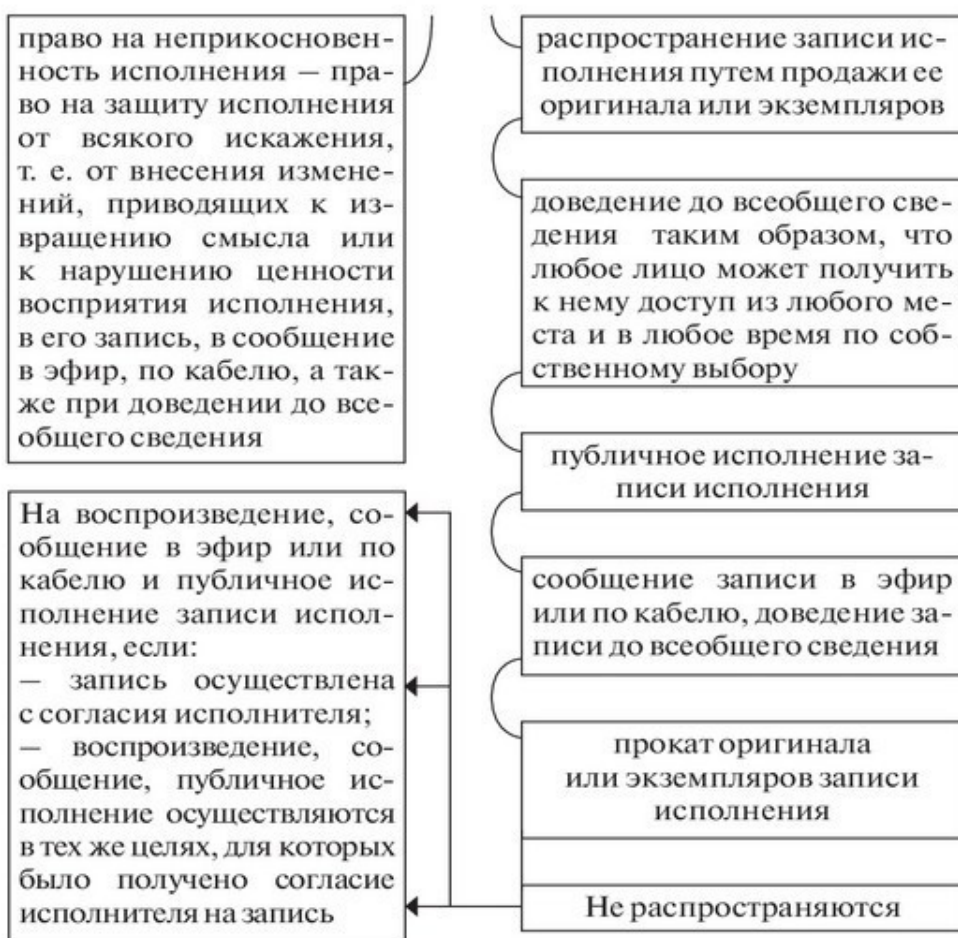 право на неприкосновен-
ность исполнения — пра-
во на защиту исполнения
от всякого искажения,
т. е. от внесения измене-
ний, приводящих к из-
вращению смысла или
к нарушению ценности
восприятия исполнения,
в его запись, в сообщение
в эфир, по кабелю, а так-
же при доведении до все-
общего сведения
На воспроизведение, со-
общение в эфир или по
кабелю и публичное ис-
полнение записи испол-
нения, если:
— запись осуществлена
с согласия исполнителя;
— воспроизведение, со-
общение, публичное ис-
полнение осуществляются
в тех же целях, для которых
было получено согласие
исполнителя на запись
распространение записи ис-
полнения путем продажи ее
оригинала или экземпляров
доведение до всеобщего све-
дения таким образом, что
любое лицо может получить
к нему доступ из любого ме-
ста и в любое время по соб-
ственному выбору
публичное исполнение за-
писи исполнения
сообщение записи в эфир
или по кабелю, доведение за-
писи до всеобщего сведения
прокат оригинала
или экземпляров записи
исполнения
Не распространяются